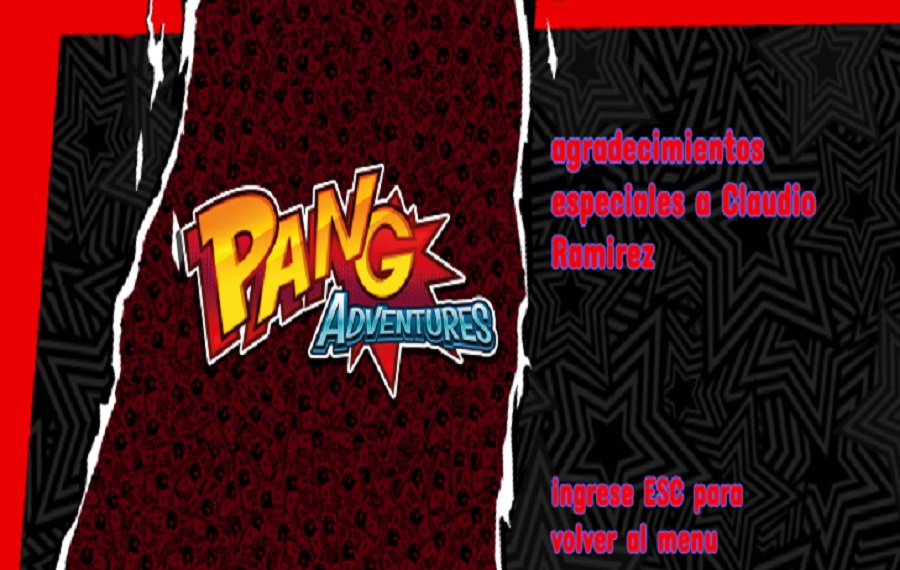 PANG
ADVENTURES
agradecimientos
especiales a Claudio
Ramirez
ingrese ESC para
volver al menu